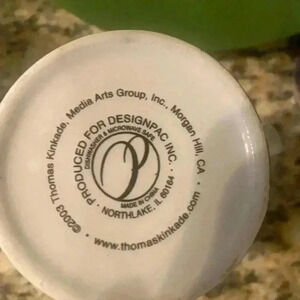 ©2003 Thomas Kinkade, Media Arts Group, Inc., Morgan Hill, CA
• www.thomaskinkade.com •
• PRODUCED FOR DESIGNPAC INC. •
NORTHLAKE, IL 60164
DISHWASHER & MICROWAVE SAFE
MADE IN CHINA